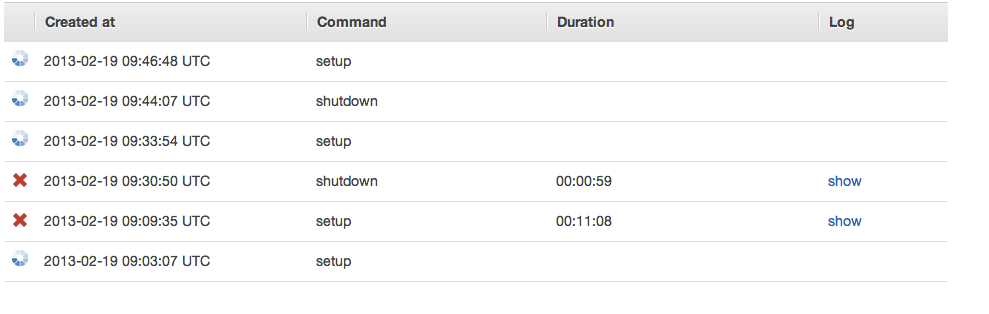 Created at Command Duration Log
2013-02-19 09:46:48 UTC setup
2013-02-19 09:44:07 UTC shutdown
2013-02-19 09:33:54 UTC setup
2013-02-19 09:30:50 UTC shutdown 00:00:59 show
2013-02-19 09:09:35 UTC setup 00:11:08 show
2013-02-19 09:03:07 UTC setup